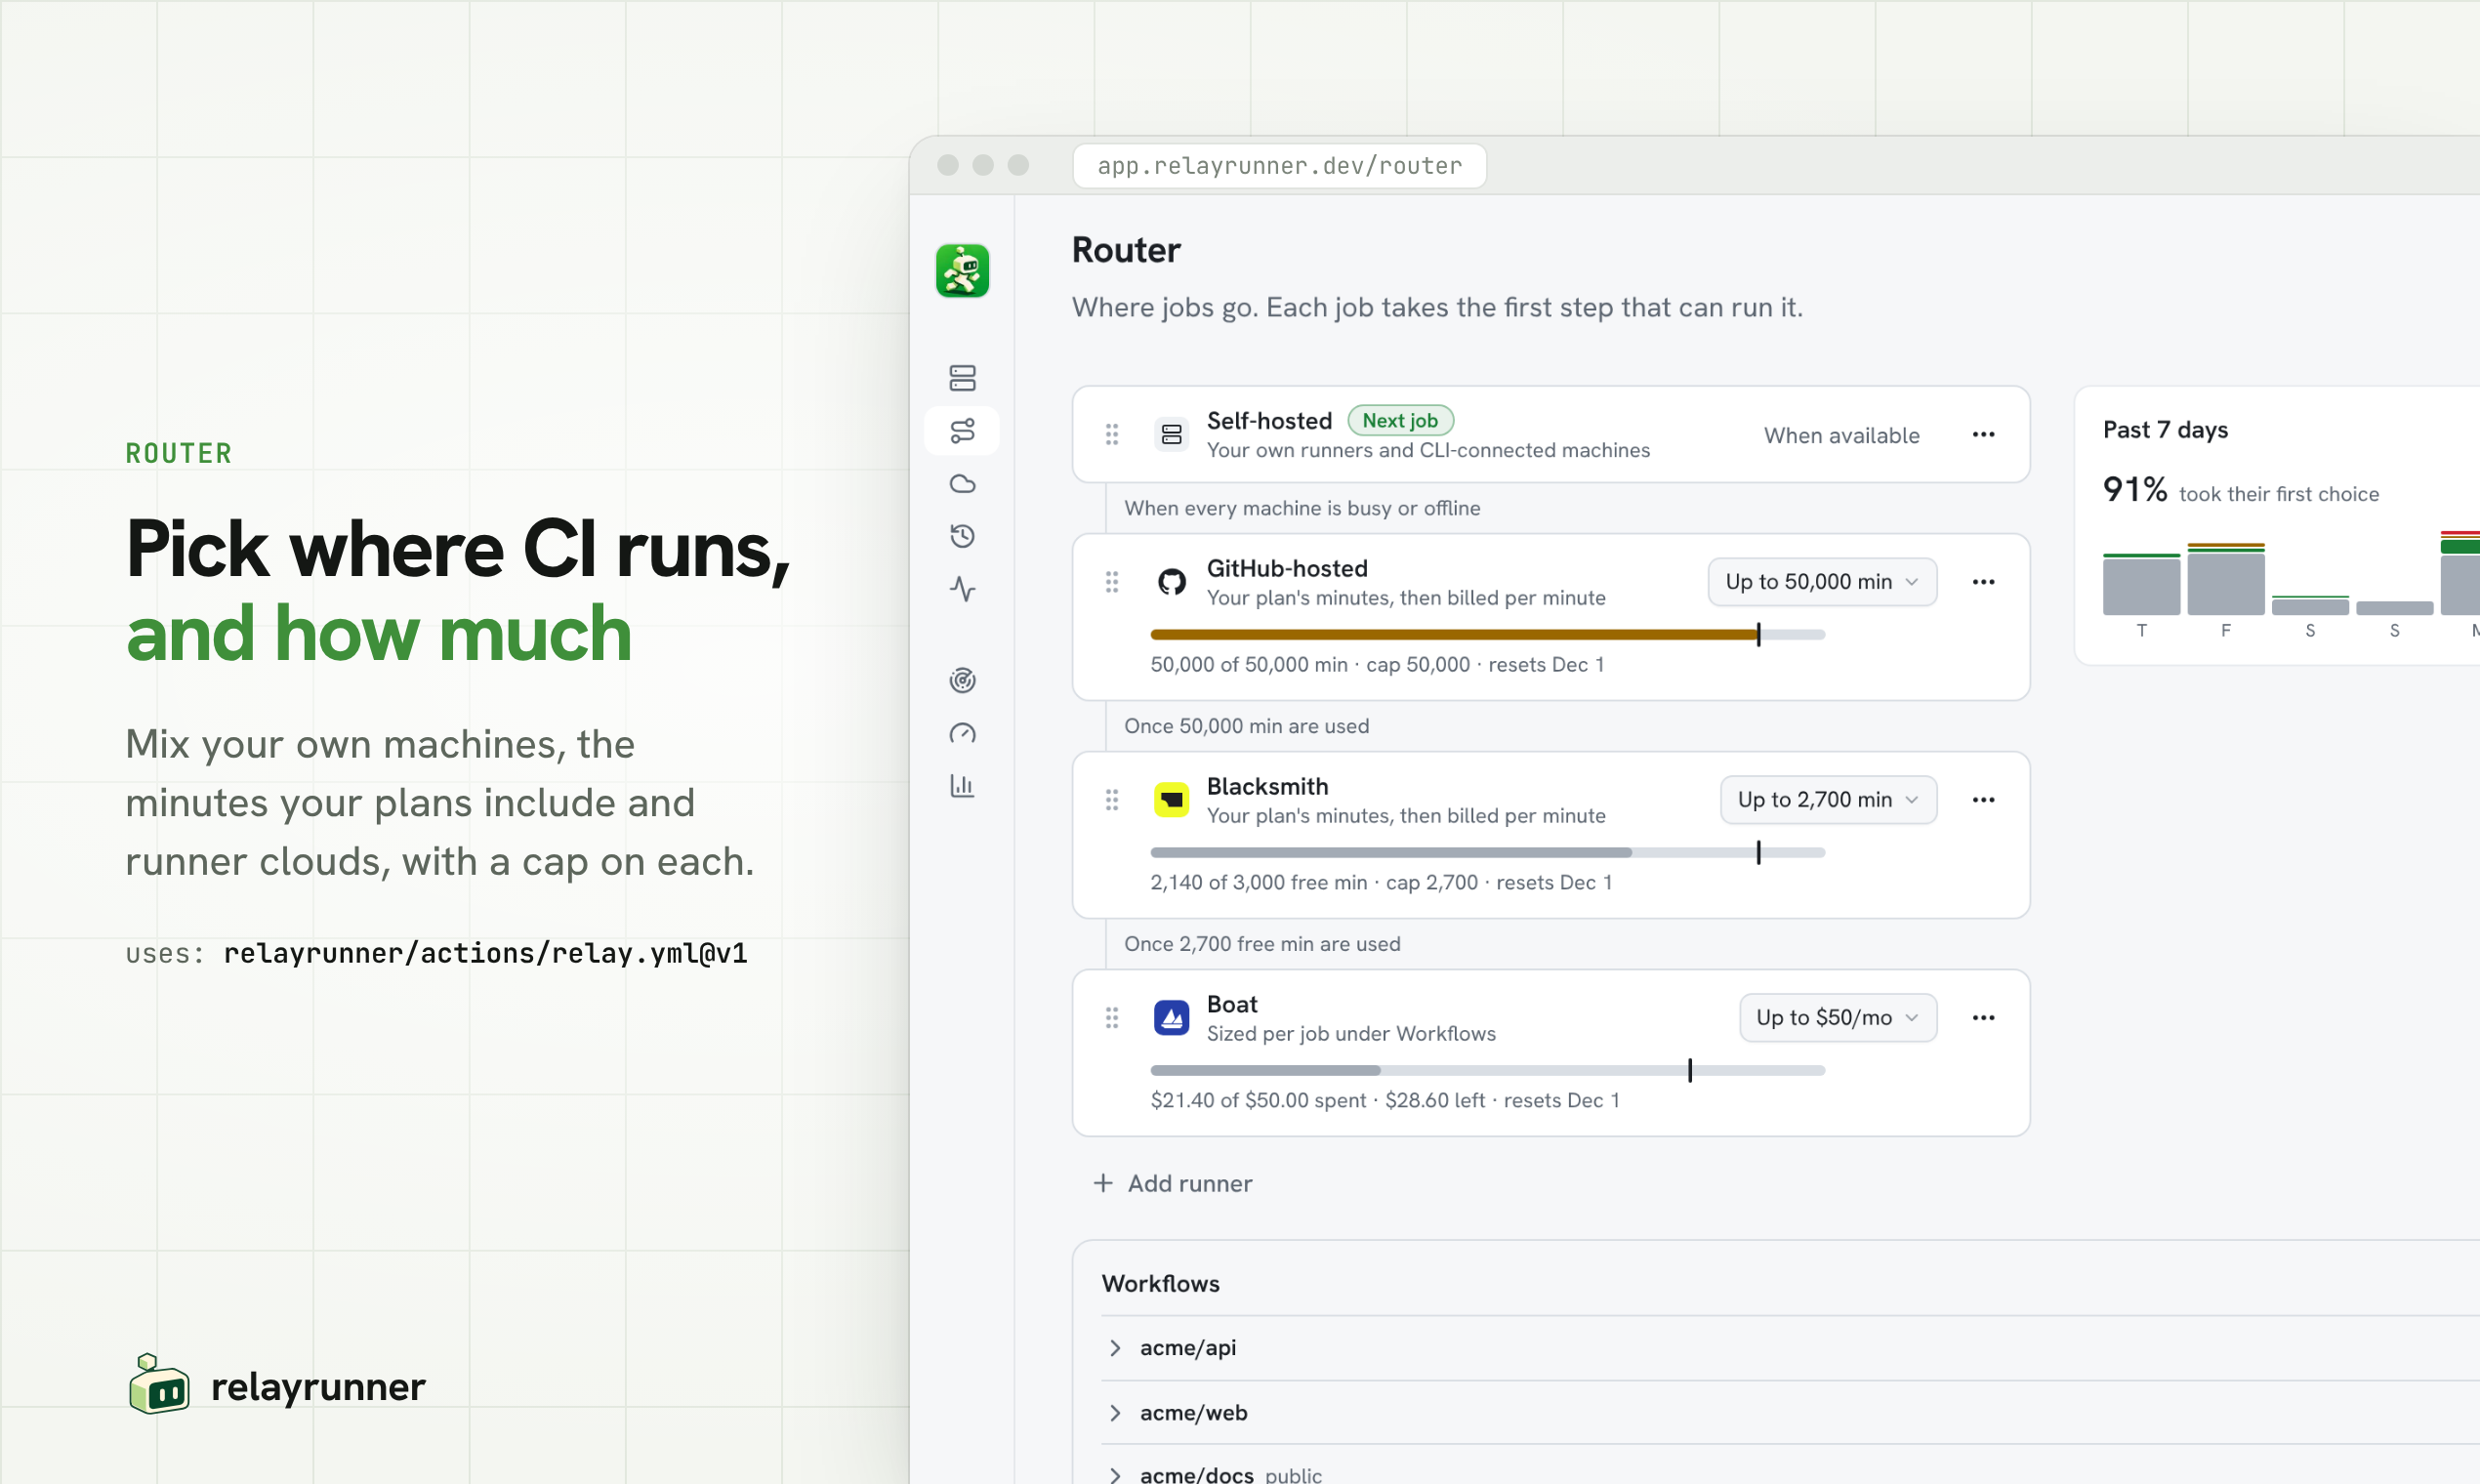 ROUTER
Pick where CI runs,
and how much
Mix your own machines, the
minutes your plans include and
runner clouds, with a cap on each.
uses: relayrunner/actions/relay.yml@v1
relayrunner
app.relayrunner.dev/router
Router
Where jobs go. Each job takes the first step that can run it.
Self-hosted
Next job
Your own runners and CLI-connected machines
When available
When every machine is busy or offline
GitHub-hosted
Your plan's minutes, then billed per minute
Up to 50,000 min
50,000 of 50,000 min · cap 50,000 · resets Dec 1
Once 50,000 min are used
Blacksmith
Your plan's minutes, then billed per minute
Up to 2,700 min
2,140 of 3,000 free min · cap 2,700 · resets Dec 1
Once 2,700 free min are used
Boat
Sized per job under Workflows
Up to $50/mo
$21.40 of $50.00 spent · $28.60 left · resets Dec 1
Add runner
Past 7 days
91% took their first choice
T F S S M
Workflows
acme/api
acme/web
acme/docs public